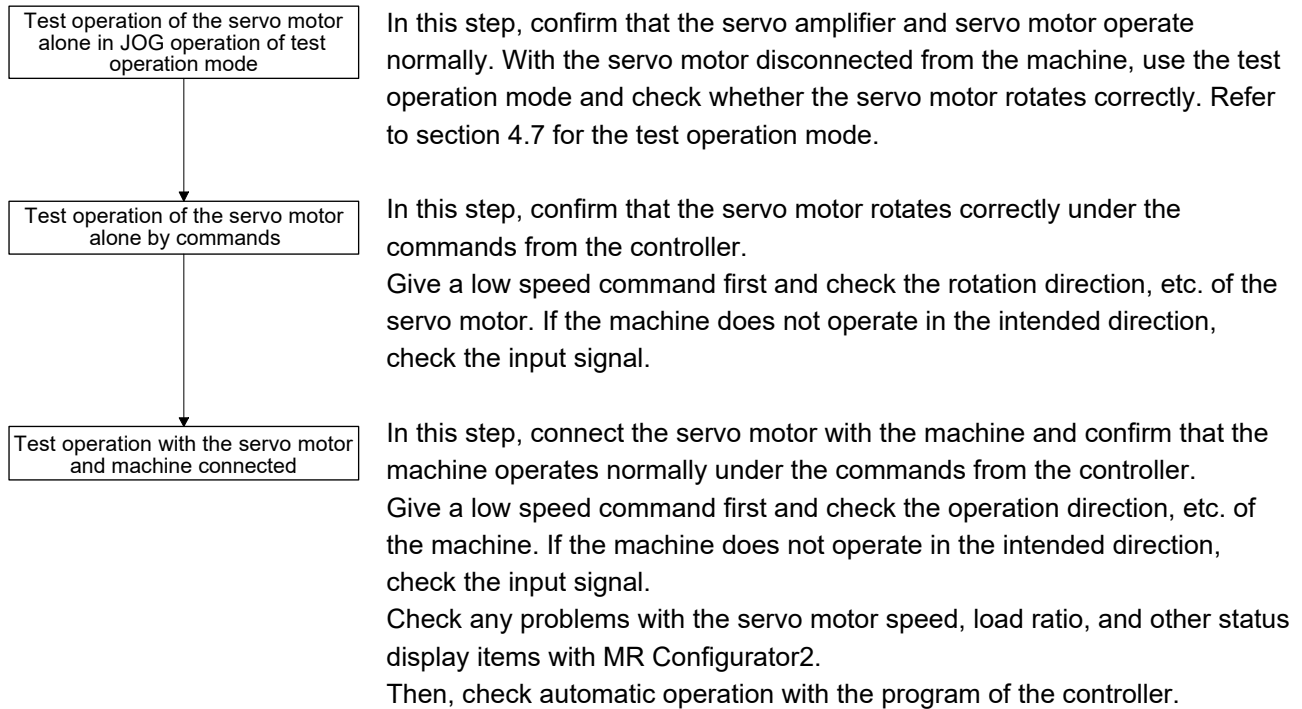 Test operation of the servo motor
alone in JOG operation of test
operation mode
In this step, confirm that the servo amplifier and servo motor operate
normally. With the servo motor disconnected from the machine, use the test
operation mode and check whether the servo motor rotates correctly. Refer
to section 4.7 for the test operation mode.
Test operation of the servo motor
alone by commands
In this step, confirm that the servo motor rotates correctly under the
commands from the controller.
Give a low speed command first and check the rotation direction, etc. of the
servo motor. If the machine does not operate in the intended direction,
check the input signal.
Test operation with the servo motor
and machine connected
In this step, connect the servo motor with the machine and confirm that the
machine operates normally under the commands from the controller.
Give a low speed command first and check the operation direction, etc. of
the machine. If the machine does not operate in the intended direction,
check the input signal.
Check any problems with the servo motor speed, load ratio, and other status
display items with MR Configurator2.
Then, check automatic operation with the program of the controller.